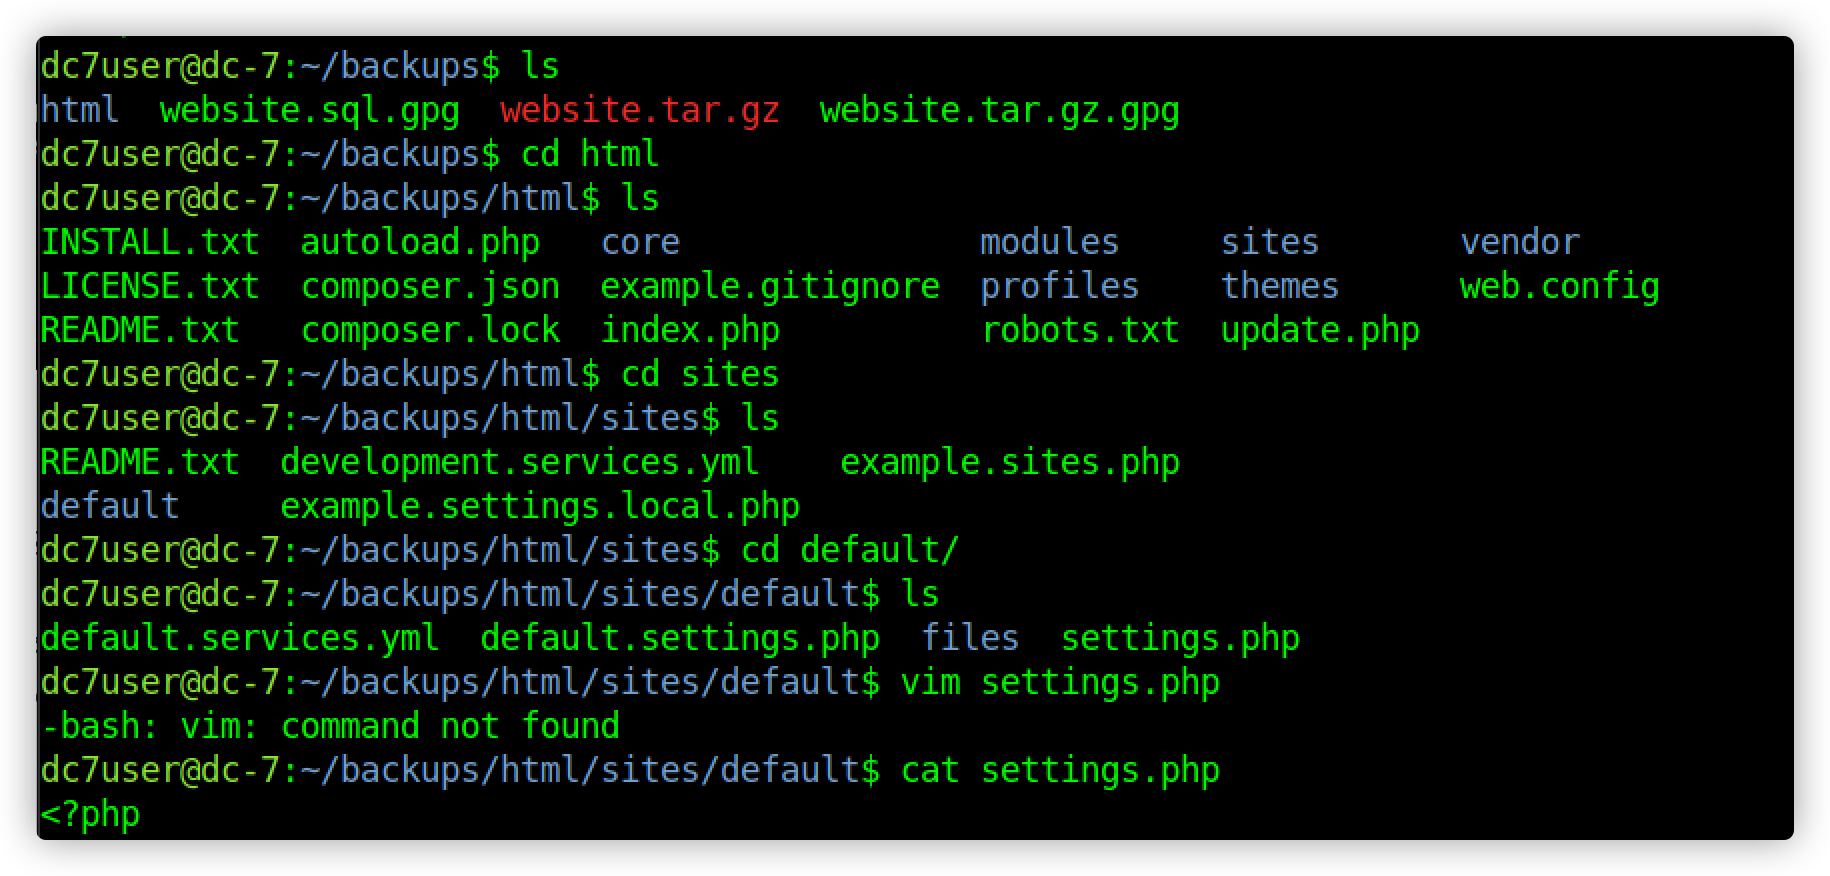 dc7user@dc-7:~/backups$ ls
html  website.sql.gpg  website.tar.gz  website.tar.gz.gpg
dc7user@dc-7:~/backups$ cd html
dc7user@dc-7:~/backups/html$ ls
INSTALL.txt  autoload.php   core               modules     sites       vendor
LICENSE.txt  composer.json  example.gitignore  profiles    themes      web.config
README.txt   composer.lock  index.php          robots.txt  update.php
dc7user@dc-7:~/backups/html$ cd sites
dc7user@dc-7:~/backups/html/sites$ ls
README.txt  development.services.yml    example.sites.php
default     example.settings.local.php
dc7user@dc-7:~/backups/html/sites$ cd default/
dc7user@dc-7:~/backups/html/sites/default$ ls
default.services.yml  default.settings.php  files  settings.php
dc7user@dc-7:~/backups/html/sites/default$ vim settings.php
-bash: vim: command not found
dc7user@dc-7:~/backups/html/sites/default$ cat settings.php
<?php